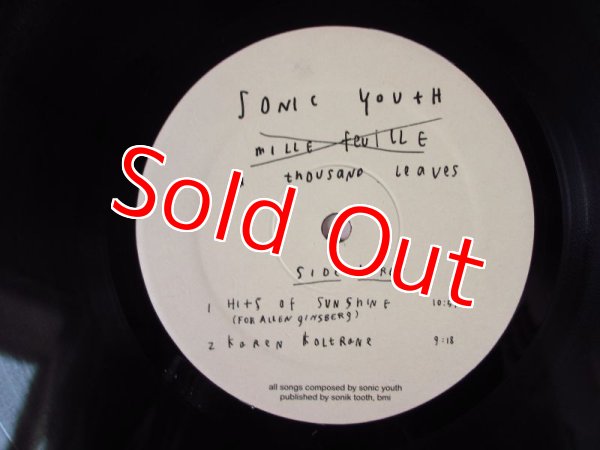 SONIC YOUTH
MILLE FEUILLE
THOUSAND LEAVES
Sold Out
SIDE
1 HITS OF SUNSHINE
(FOR ALLEN GINSBERG)
2 KAREN KOLTRANE 9:18
all songs composed by sonic youth
published by sonik tooth, bmi